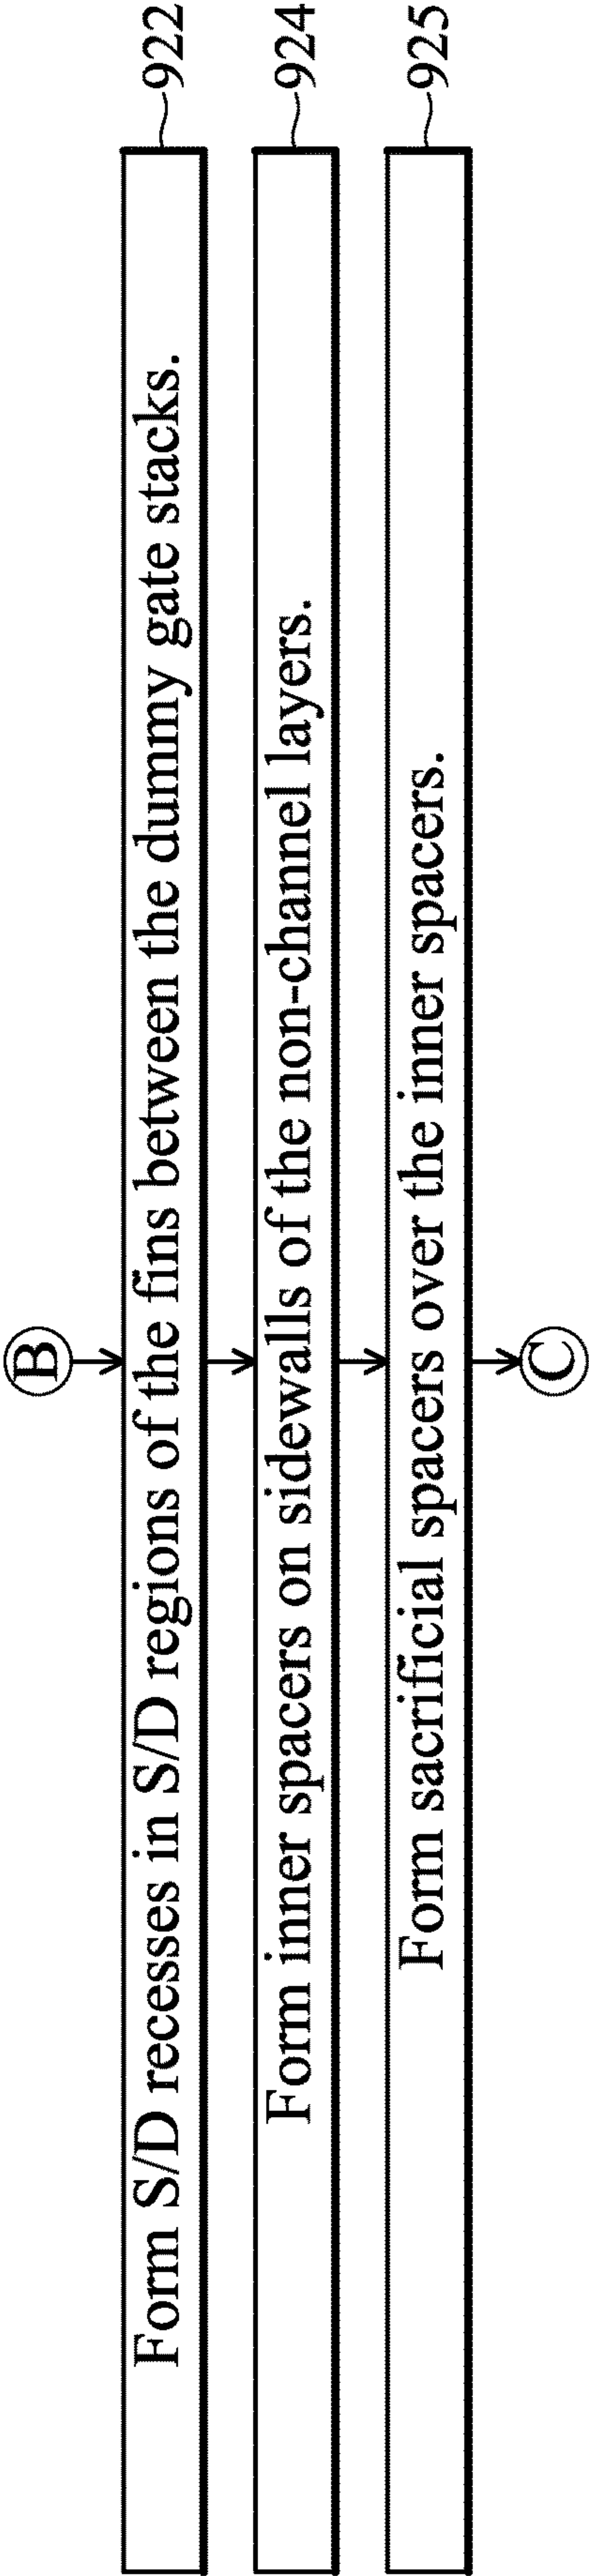 B
Form S/D recesses in S/D regions of the fins between the dummy gate stacks. 922
Form inner spacers on sidewalls of the non-channel layers. 924
Form sacrificial spacers over the inner spacers. 925
C